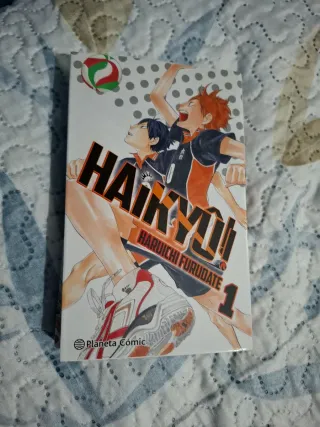 HAIKYU!!
HARUICHI FURUDATE
1
Planeta Cómic